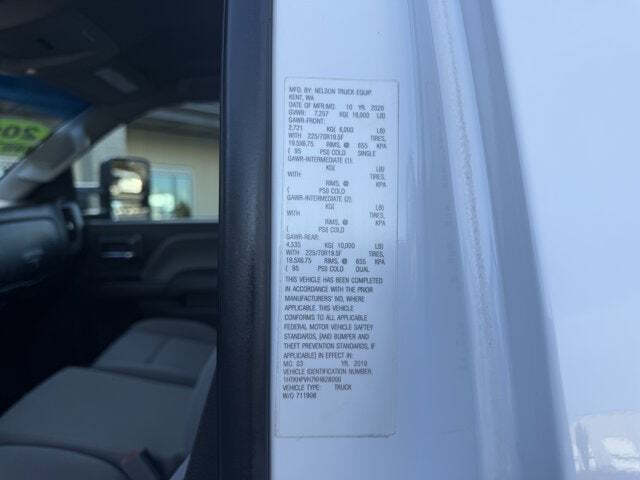 MFG. BY: NELSON TRUCK EQUIP.
KENT, WA
DATE OF MFR:MO. 10 YR. 2020
GVWR: 7,257 KG( 16,000 LB)
GAWR-FRONT:
2,721 KG( 6,000 LB)
WITH 225/70R19.5F TIRES,
19.5X6.75 RIMS, @ 655 KPA
( 95 PSI) COLD SINGLE
GAWR-INTERMEDIATE (1):
KG( LB)
WITH TIRES,
RIMS, @ KPA
( PSI) COLD
GAWR-INTERMEDIATE (2):
KG( LB)
WITH TIRES,
RIMS, @ KPA
( PSI) COLD
GAWR-REAR:
4,535 KG( 10,000 LB)
WITH 225/70R19.5F TIRES,
19.5X6.75 RIMS, @ 655 KPA
( 95 PSI) COLD DUAL
THIS VEHICLE HAS BEEN COMPLETED
IN ACCORDANCE WITH THE PRIOR
MANUFACTURERS' NO, WHERE
APPLICABLE. THIS VEHICLE
CONFORMS TO ALL APPLICABLE
FEDERAL MOTOR VEHICLE SAFTEY
STANDARDS, [AND BUMPER AND
THEFT PREVENTION STANDARDS, IF
APPLICABLE] IN EFFECT IN
MO. 03 YR. 2019
VEHICLE IDENTIFICATION NUMBER:
VEHICLE TYPE: TRUCK
W/O 711908